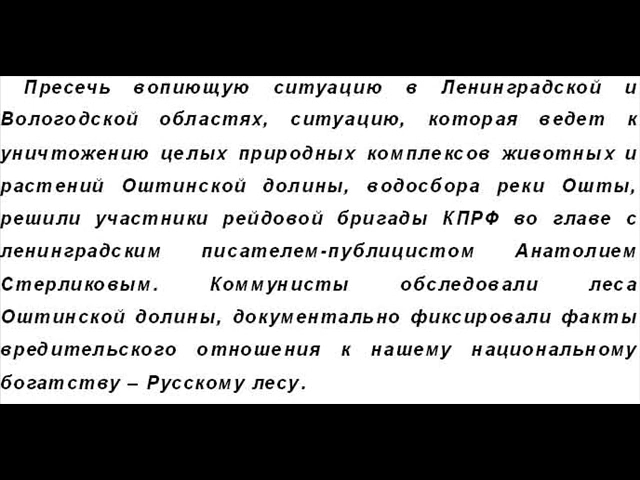 Пресечь вопиющую ситуацию в Ленинградской и
Вологодской областях, ситуацию, которая ведет к
уничтожению целых природных комплексов животных и
растений Оштинской долины, водосбора реки Ошты,
решили участники рейдовой бригады КПРФ во главе с
ленинградским писателем-публицистом Анатолием
Стерликовым. Коммунисты обследовали леса
Оштинской долины, документально фиксировали факты
вредительского отношения к нашему национальному
богатству – Русскому лесу.